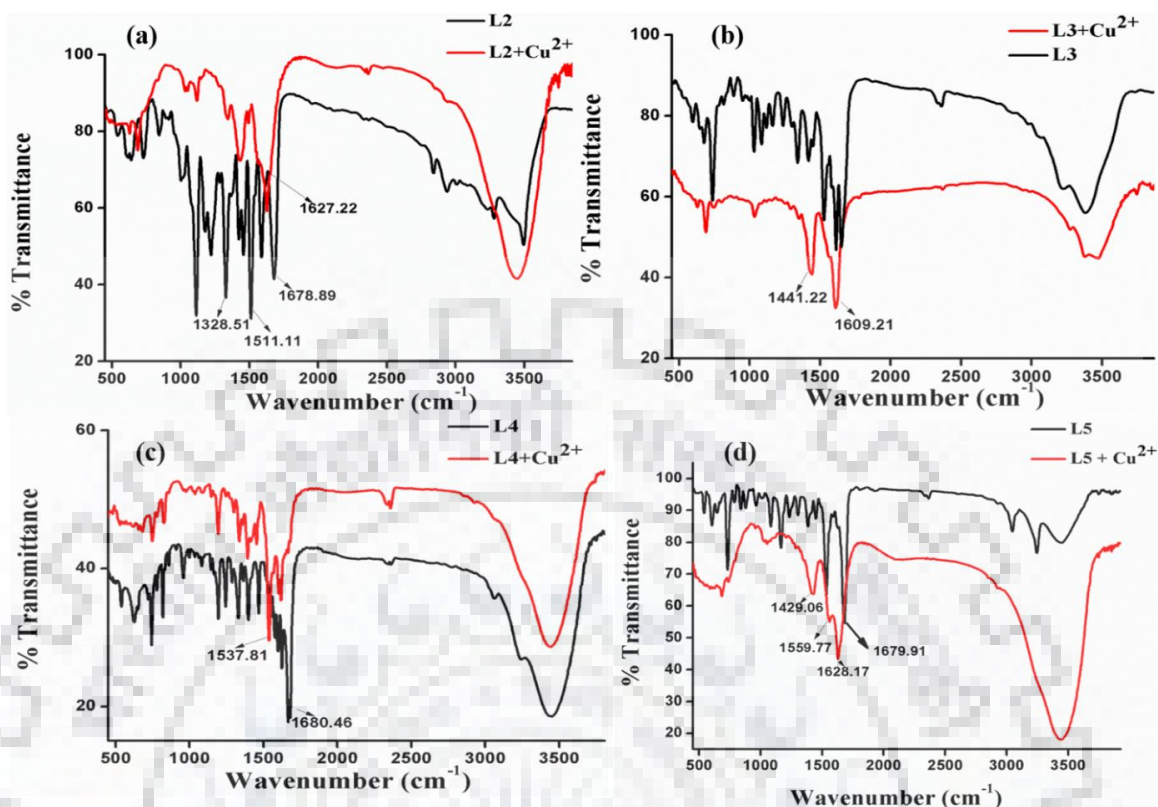 (a)
L2
L2+Cu²⁺
100
80
60
40
20
% Transmittance
1627.22
1678.89
1328.51
1511.11
500 1000 1500 2000 2500 3000 3500
Wavenumber (cm⁻¹)
(b)
L3+Cu²⁺
L3
100
80
60
40
20
% Transmittance
1441.22
1609.21
500 1000 1500 2000 2500 3000 3500
Wavenumber (cm⁻¹)
(c)
L4
L4+Cu²⁺
60
40
20
% Transmittance
1537.81
1680.46
500 1000 1500 2000 2500 3000 3500
Wavenumber (cm⁻¹)
(d)
L5
L5 + Cu²⁺
100
90
80
70
60
50
40
30
20
% Transmittance
1429.06
1559.77
1679.91
1628.17
500 1000 1500 2000 2500 3000 3500
Wavenumber (cm⁻¹)